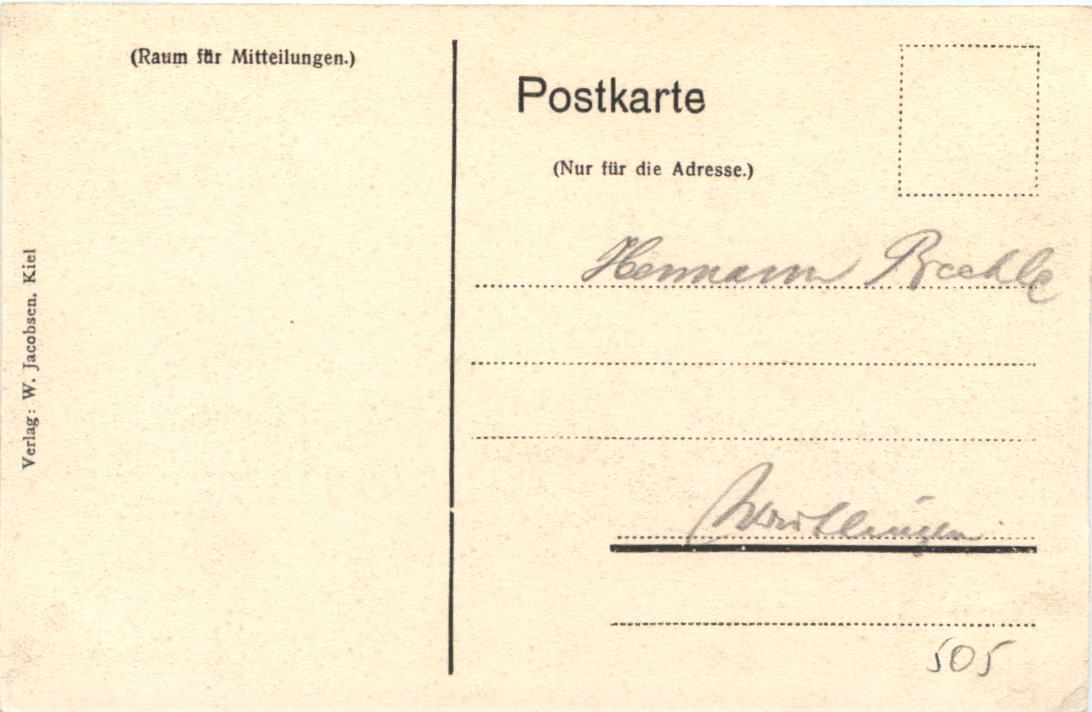 (Raum für Mitteilungen.)
Postkarte
(Nur für die Adresse.)
Hermann
505
Verlag: W. Jacobsen, Kiel